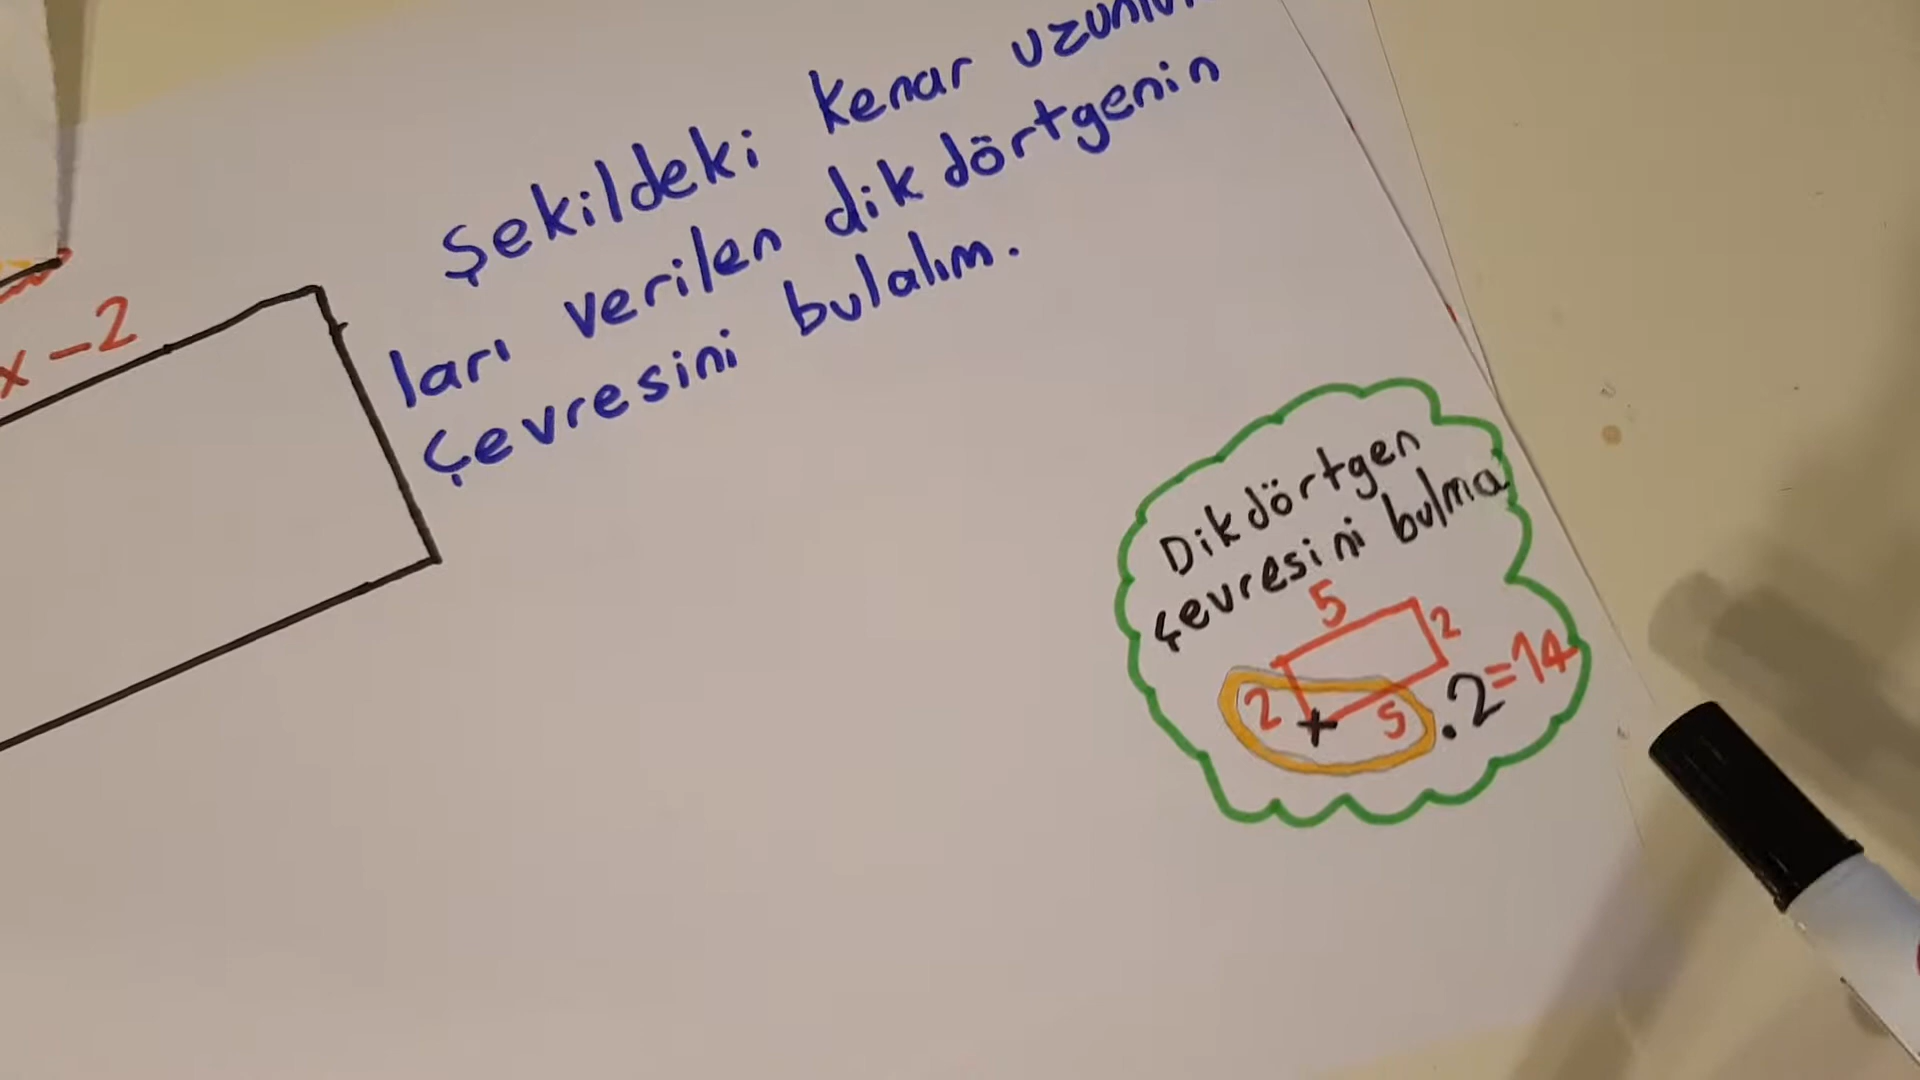 Şekildeki kenar
ları verilen dikdörtgenin
çevresini bulalım.
x-2
Dikdörtgen
çevresini bulma
5
2
2 + 5 .2=14